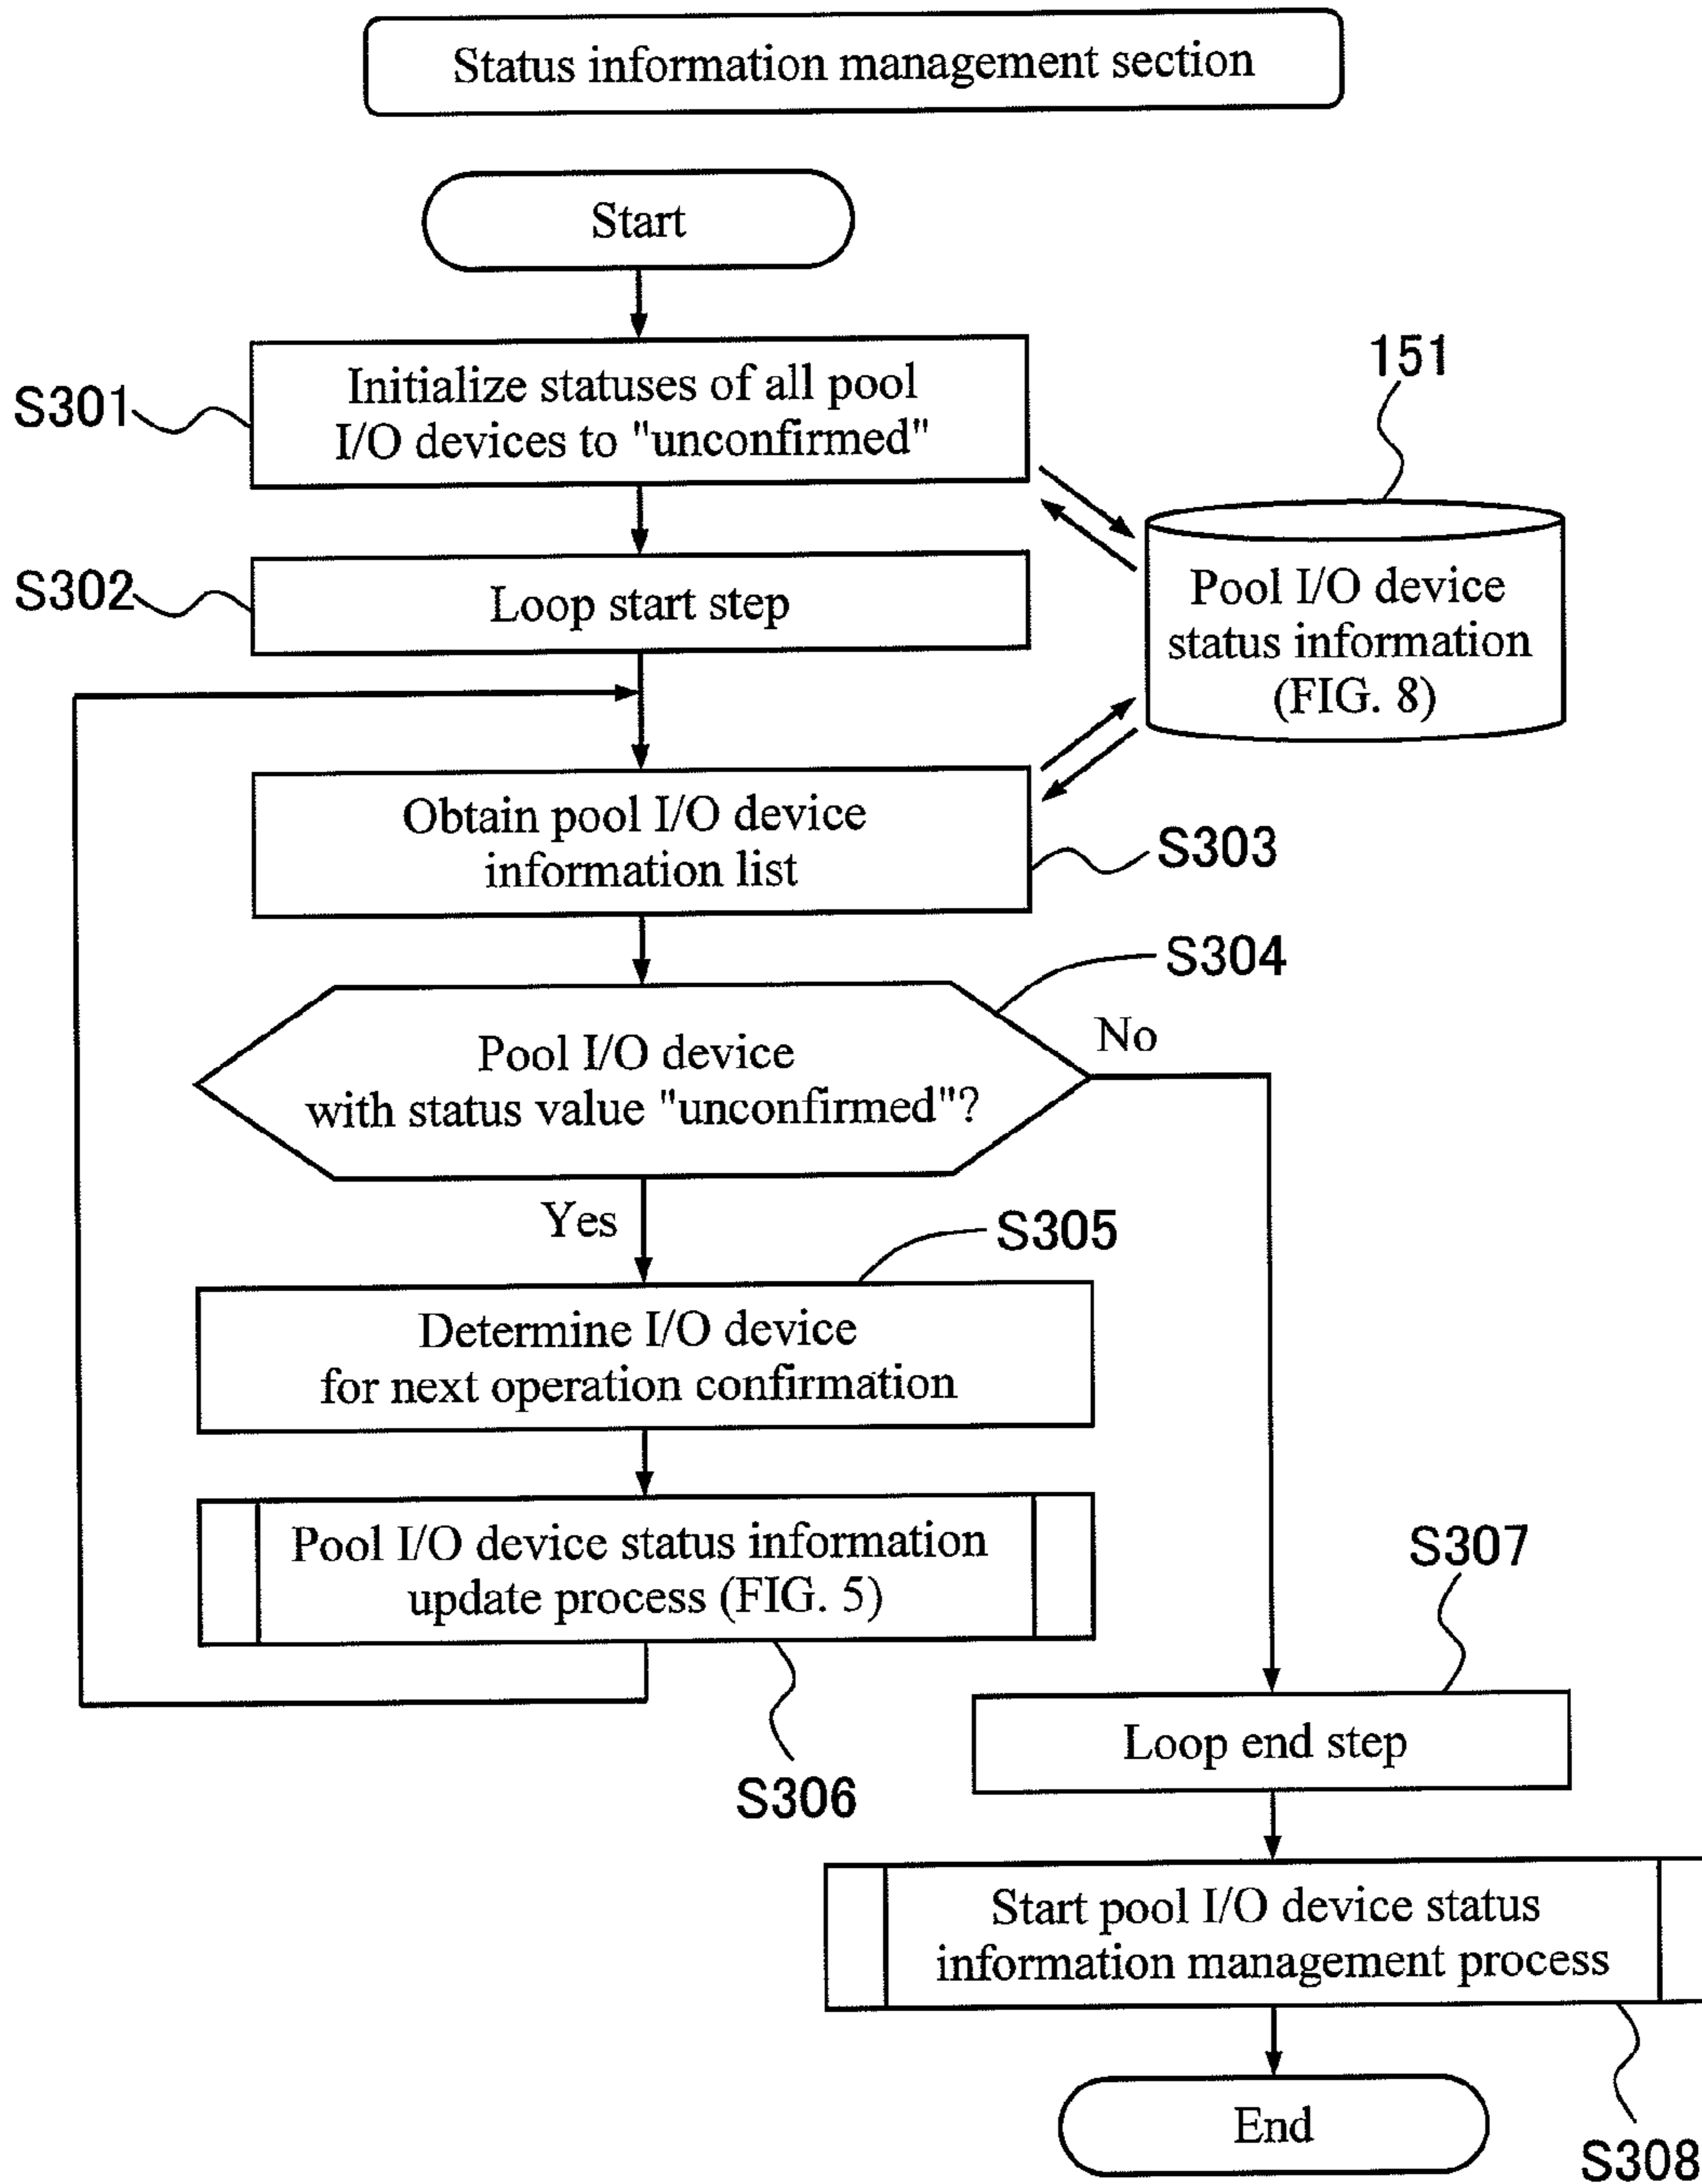 Status information management section
Start
S301
Initialize statuses of all pool
I/O devices to "unconfirmed"
151
S302
Loop start step
Pool I/O device
status information
(FIG. 8)
Obtain pool I/O device
information list
S303
S304
Pool I/O device
with status value "unconfirmed"?
No
Yes
S305
Determine I/O device
for next operation confirmation
Pool I/O device status information
update process (FIG. 5)
S306
S307
Loop end step
Start pool I/O device status
information management process
End
S308